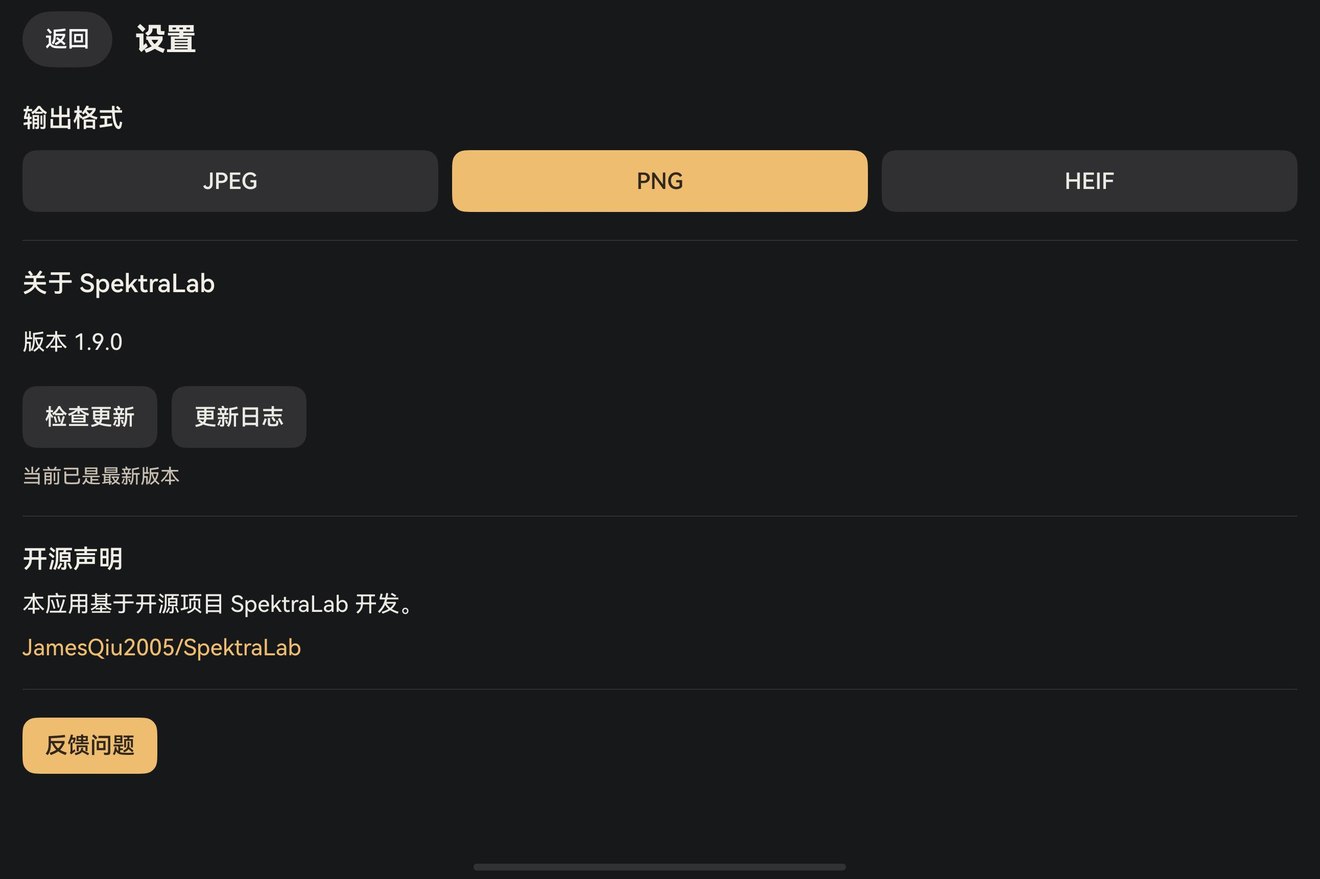 返回 设置
输出格式
JPEG PNG HEIF
关于 SpektraLab
版本 1.9.0
检查更新 更新日志
当前已是最新版本
开源声明
本应用基于开源项目 SpektraLab 开发。
JamesQiu2005/SpektraLab
反馈问题